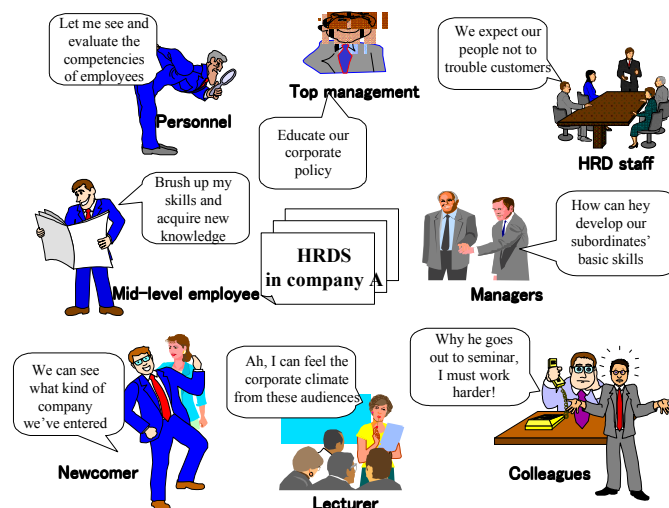 Let me see and
evaluate the
competencies
of employees
Personnel
Top management
Educate our
corporate
policy
We expect our
people not to
trouble customers
HRD staff
Brush up my
skills and
acquire new
knowledge
Mid-level employee
HRDS
in company A
How can hey
develop our
subordinates’
basic skills
Managers
We can see
what kind of
company
we’ve entered
Newcomer
Ah, I can feel the
corporate climate
from these audiences
Lecturer
Why he goes
out to seminar,
I must work
harder!
Colleagues